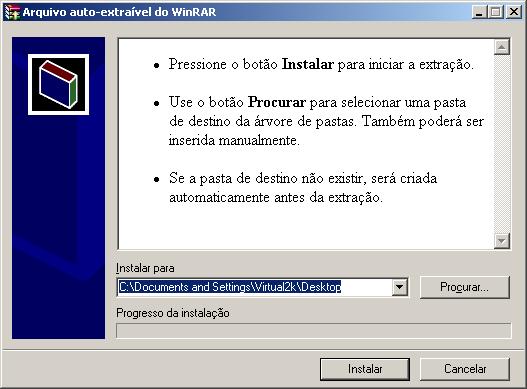 Arquivo auto-extraível do WinRAR
• Pressione o botão Instalar para iniciar a extração.
• Use o botão Procurar para selecionar uma pasta
de destino da árvore de pastas. Também poderá ser
inserida manualmente.
• Se a pasta de destino não existir, será criada
automaticamente antes da extração.
Instalar para
C:\Documents and Settings\Virtual2k\Desktop
Procurar...
Progresso da instalação
Instalar
Cancelar